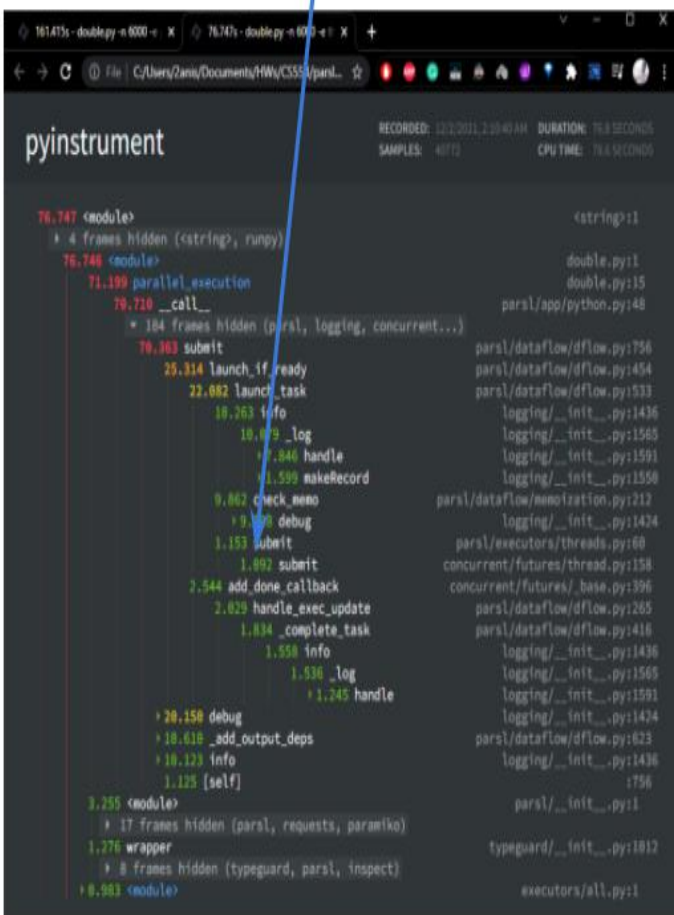 161.415s - double.py -n 6000 -e
76.747s - double.py -n 6000 -e
File C:/Users/2anis/Documents/HWs/CS554/parsl...
pyinstrument
RECORDED: 12/2/2021, 2:10:40 AM DURATION: 76.8 SECONDS
SAMPLES: CPU TIME: SECONDS
76.747 <module> <string>:1
4 frames hidden (<string>, runpy)
76.746 <module> double.py:1
71.199 parallel_execution double.py:15
70.710 __call__ parsl/app/python.py:48
104 frames hidden (parsl, logging, concurrent...)
70.363 submit parsl/dataflow/dflow.py:756
25.314 launch_if_ready parsl/dataflow/dflow.py:454
22.082 launch_task parsl/dataflow/dflow.py:533
10.263 info logging/__init__.py:1436
_log logging/__init__.py:1565
7.846 handle logging/__init__.py:1591
1.599 makeRecord logging/__init__.py:1550
9.862 check_memo parsl/dataflow/memoization.py:212
debug logging/__init__.py:1424
1.153 submit parsl/executors/threads.py:60
1.092 submit concurrent/futures/thread.py:158
2.544 add_done_callback concurrent/futures/_base.py:396
2.029 handle_exec_update parsl/dataflow/dflow.py:265
1.834 _complete_task parsl/dataflow/dflow.py:416
1.558 info logging/__init__.py:1436
1.536 _log logging/__init__.py:1565
1.245 handle logging/__init__.py:1591
20.150 debug logging/__init__.py:1424
10.610 _add_output_deps parsl/dataflow/dflow.py:623
10.123 info logging/__init__.py:1436
1.125 [self] :756
3.255 <module> parsl/__init__.py:1
17 frames hidden (parsl, requests, paramiko)
1.276 wrapper typeguard/__init__.py:1012
8 frames hidden (typeguard, parsl, inspect)
0.983 <module> executors/all.py:1